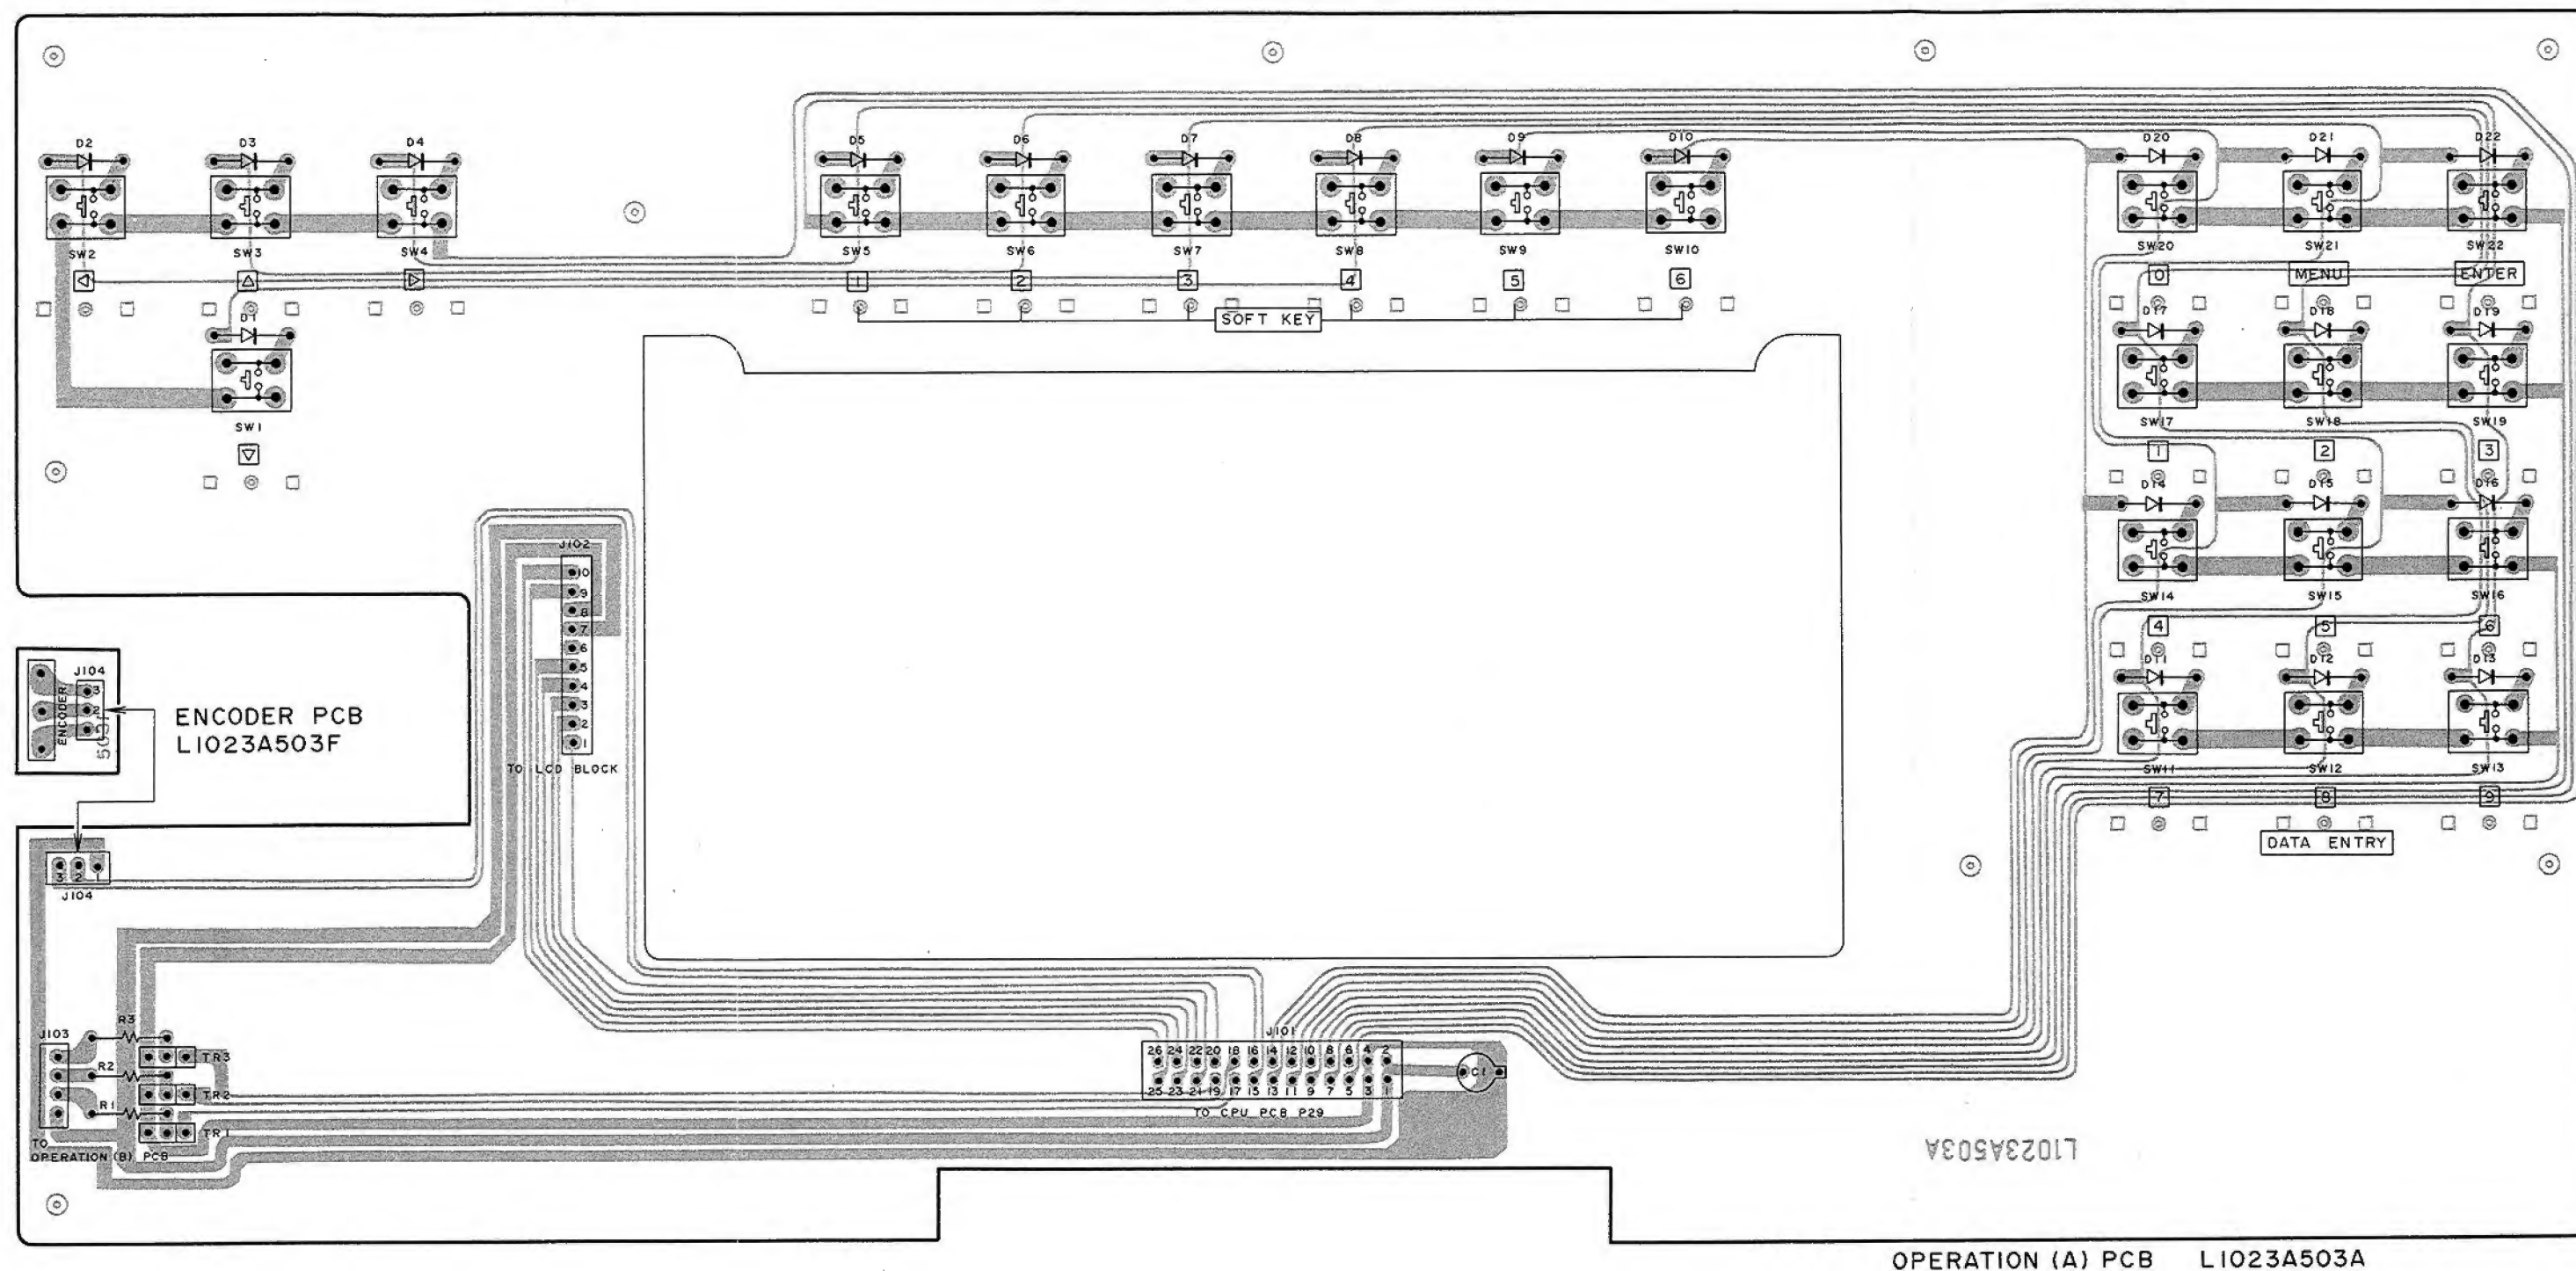 D2 D3 D4 D5 D6 D7 D8 D9 D10 D20 D21 D22
SW2 SW3 SW4 SW5 SW6 SW7 SW8 SW9 SW10 SW20 SW21 SW22
1 2 3 4 5 6 0 MENU ENTER
SOFT KEY
D1 D17 D18 D19
SW1 SW17 SW18 SW19
1 2 3
D14 D15 D16
SW14 SW15 SW16
4 5 6
D11 D12 D13
SW11 SW12 SW13
7 8 9
DATA ENTRY
J102
10
9
8
7
6
5
4
3
2
1
TO LCD BLOCK
J104
3
2
1
ENCODER
ENCODER PCB
L1023A503F
3 2 1
J104
J103
R3
TR3
R2
TR2
R1
TR1
TO
OPERATION (B) PCB
J101
26 24 22 20 18 16 14 12 10 8 6 4 2
25 23 21 19 17 15 13 11 9 7 5 3 1
C1
TO CPU PCB P29
L1023A503A
OPERATION (A) PCB L1023A503A